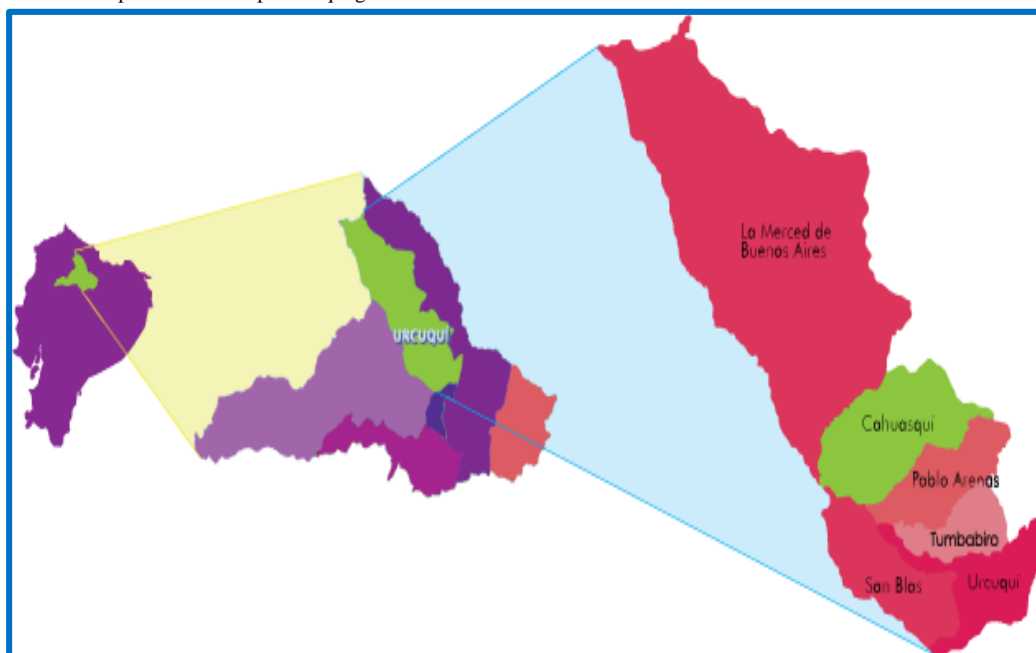 URCUQUÍ
La Merced de
Buenos Aires
Cahuasquí
Pablo Arenas
Tumbabiro
San Blas
Urcuquí